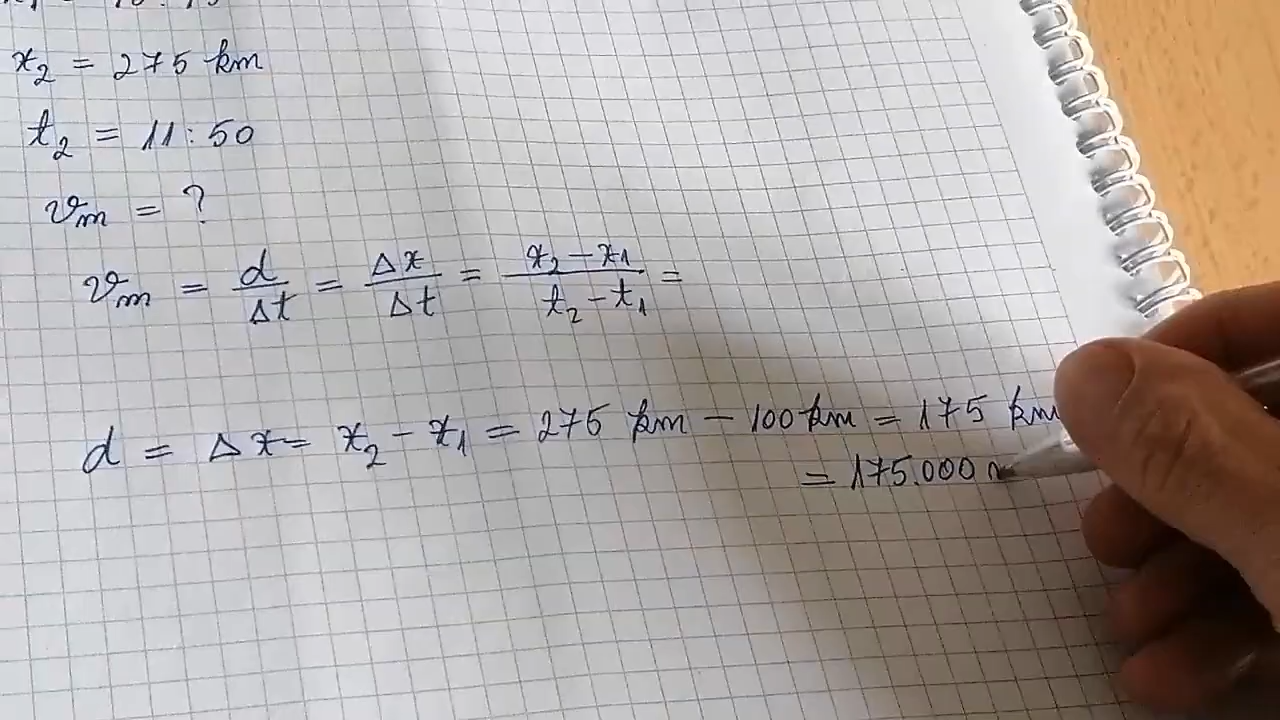 x₂ = 275 km
t₂ = 11:50
vm = ?
vm = d/Δt = Δx/Δt = x₂ - x₁/t₂ - t₁ =
d = Δx = x₂ - x₁ = 275 km - 100 km = 175 km
= 175.000